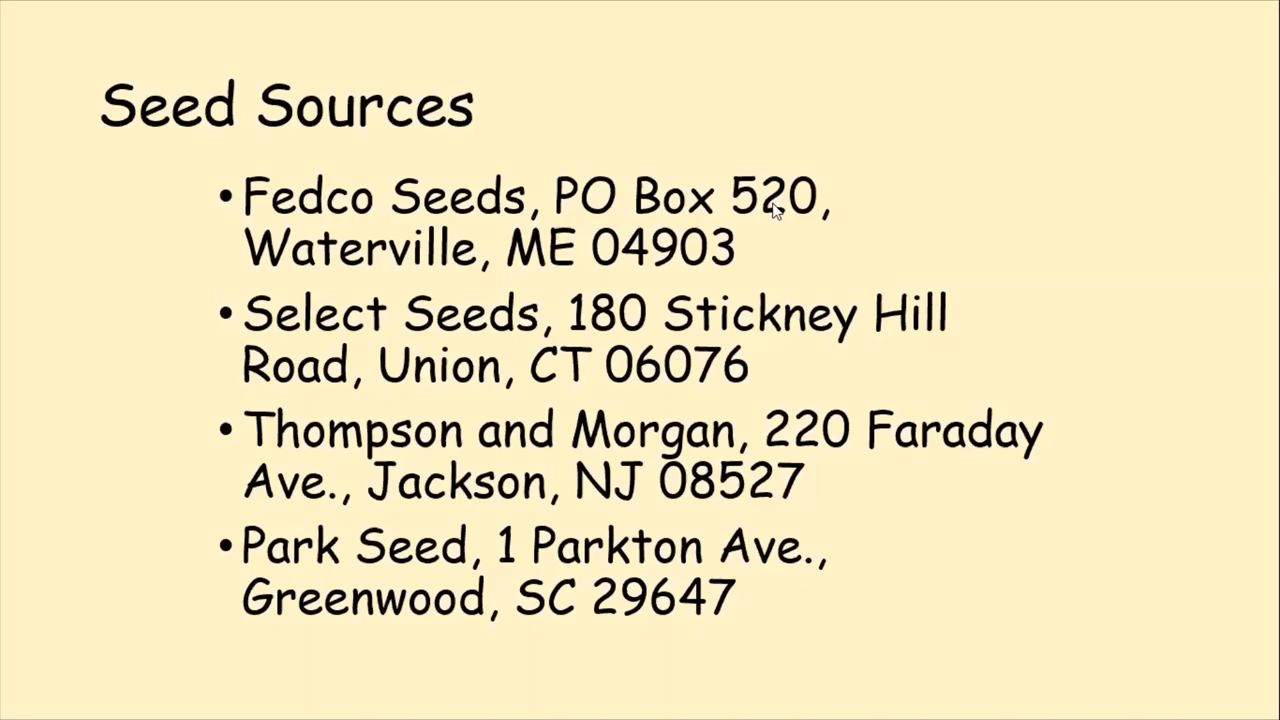 Seed Sources
•Fedco Seeds, PO Box 520,
Waterville, ME 04903
•Select Seeds, 180 Stickney Hill
Road, Union, CT 06076
•Thompson and Morgan, 220 Faraday
Ave., Jackson, NJ 08527
•Park Seed, 1 Parkton Ave.,
Greenwood, SC 29647